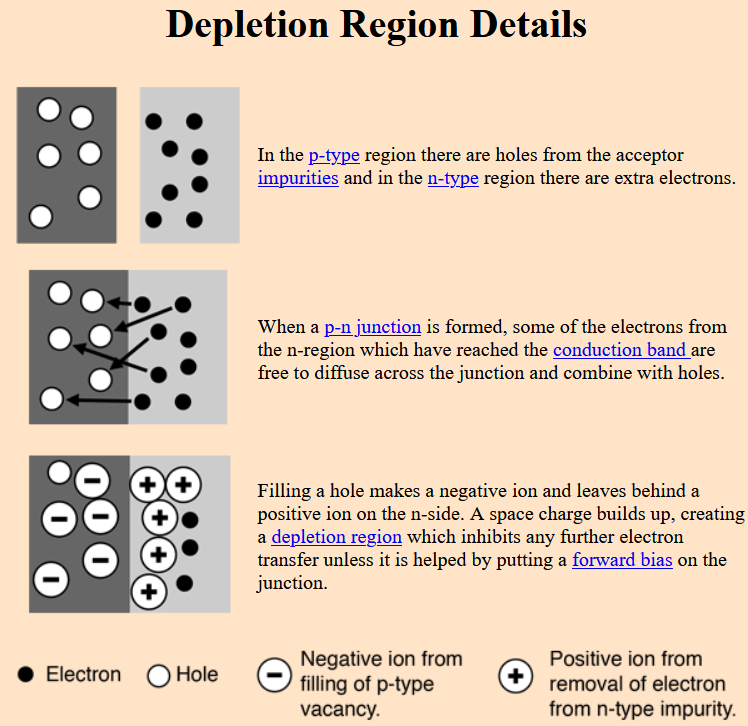 Depletion Region Details
In the p-type region there are holes from the acceptor
impurities and in the n-type region there are extra electrons.
When a p-n junction is formed, some of the electrons from
the n-region which have reached the conduction band are
free to diffuse across the junction and combine with holes.
Filling a hole makes a negative ion and leaves behind a
positive ion on the n-side. A space charge builds up, creating
a depletion region which inhibits any further electron
transfer unless it is helped by putting a forward bias on the
junction.
Electron
Hole
Negative ion from
filling of p-type
vacancy.
Positive ion from
removal of electron
from n-type impurity.